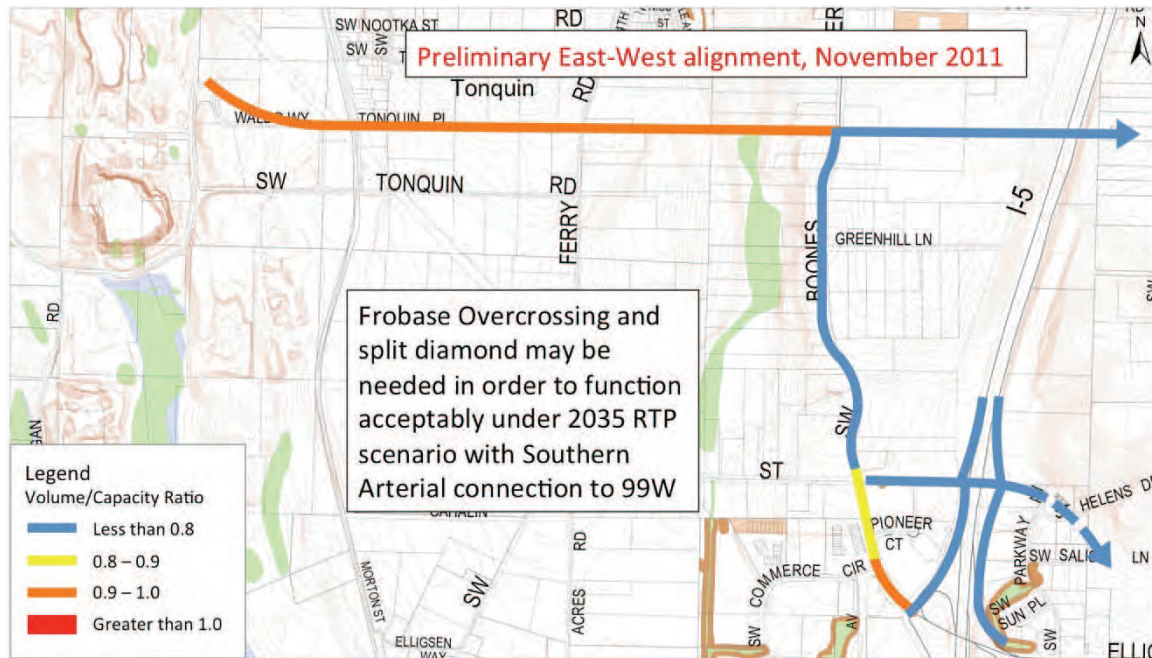 RD
SW NOOTKA ST
ST
N
SW
Preliminary East-West alignment, November 2011
Tonquin
RD
TONQUIN PL
SW TONQUIN RD
FERRY
I-5
BOONES
GREENHILL LN
SW
RD
Frobase Overcrossing and
split diamond may be
needed in order to function
acceptably under 2035 RTP
scenario with Southern
Arterial connection to 99W
SW
ST
HELENS
PIONEER
CT
PARKWAY
SW
LN
COMMERCE CIR
SW
AV
SW
SUN PL
SW
MORTON ST
SW
ACRES
RD
ELLIGSEN
WAY
Legend
Volume/Capacity Ratio
Less than 0.8
0.8 – 0.9
0.9 – 1.0
Greater than 1.0